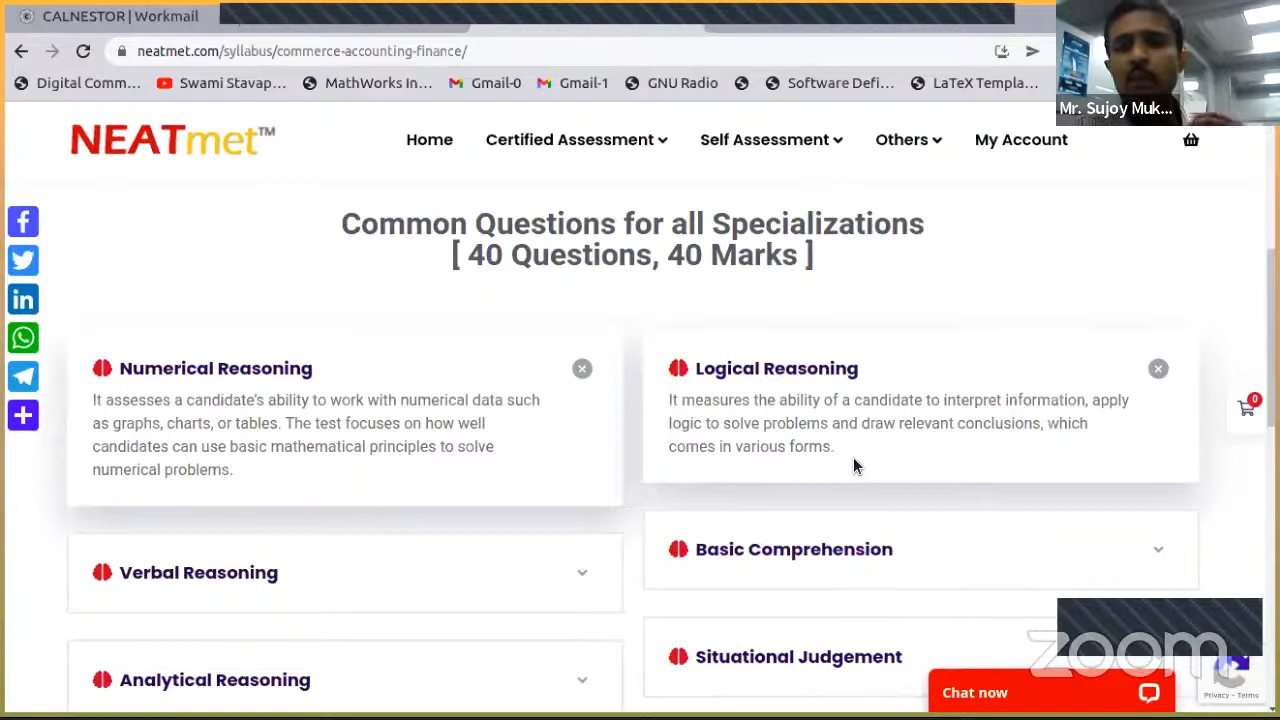 CALNESTOR | Workmail
neatmet.com/syllabus/commerce-accounting-finance/
Digital Comm... Swami Stavap... MathWorks In... Gmail-0 Gmail-1 GNU Radio Software Defi... LaTeX Templa...
Mr. Sujoy Muk...
NEATmet™ Home Certified Assessment Self Assessment Others My Account
Common Questions for all Specializations
[ 40 Questions, 40 Marks ]
Numerical Reasoning
It assesses a candidate’s ability to work with numerical data such
as graphs, charts, or tables. The test focuses on how well
candidates can use basic mathematical principles to solve
numerical problems.
Logical Reasoning
It measures the ability of a candidate to interpret information, apply
logic to solve problems and draw relevant conclusions, which
comes in various forms.
0
Verbal Reasoning
Basic Comprehension
Analytical Reasoning
Situational Judgement
zoom
Chat now
Privacy - Terms